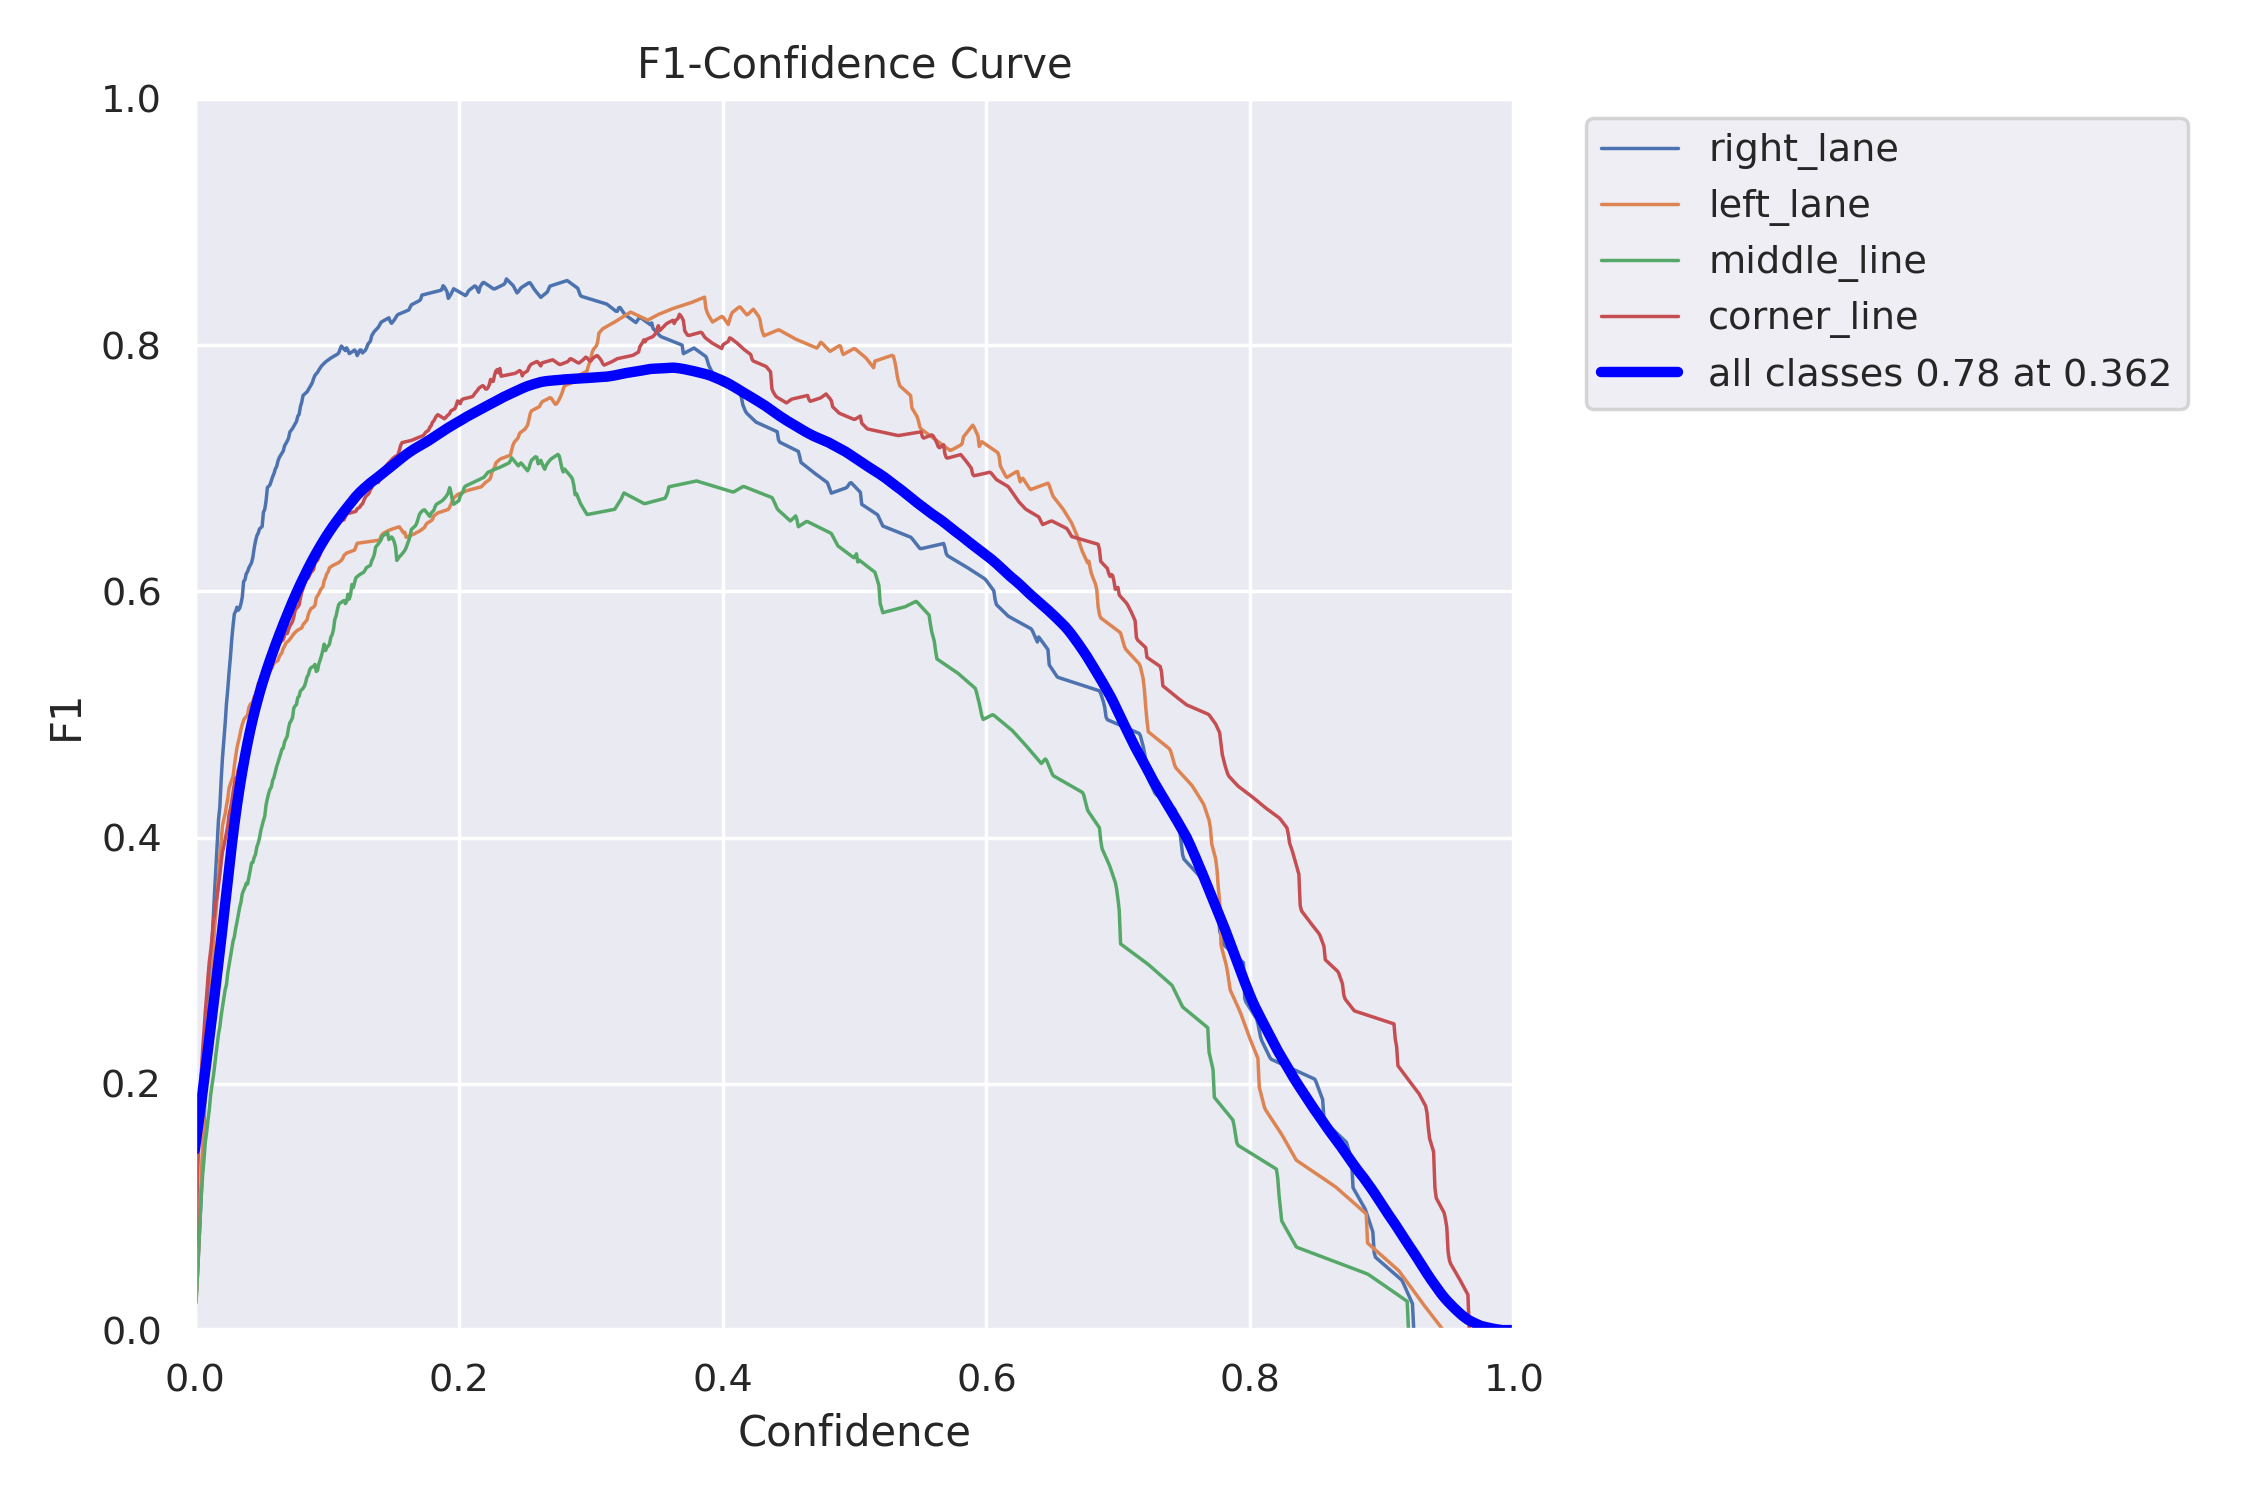 F1-Confidence Curve
1.0
0.8
0.6
0.4
0.2
0.0
F1
0.0 0.2 0.4 0.6 0.8 1.0
Confidence
right_lane
left_lane
middle_line
corner_line
all classes 0.78 at 0.362